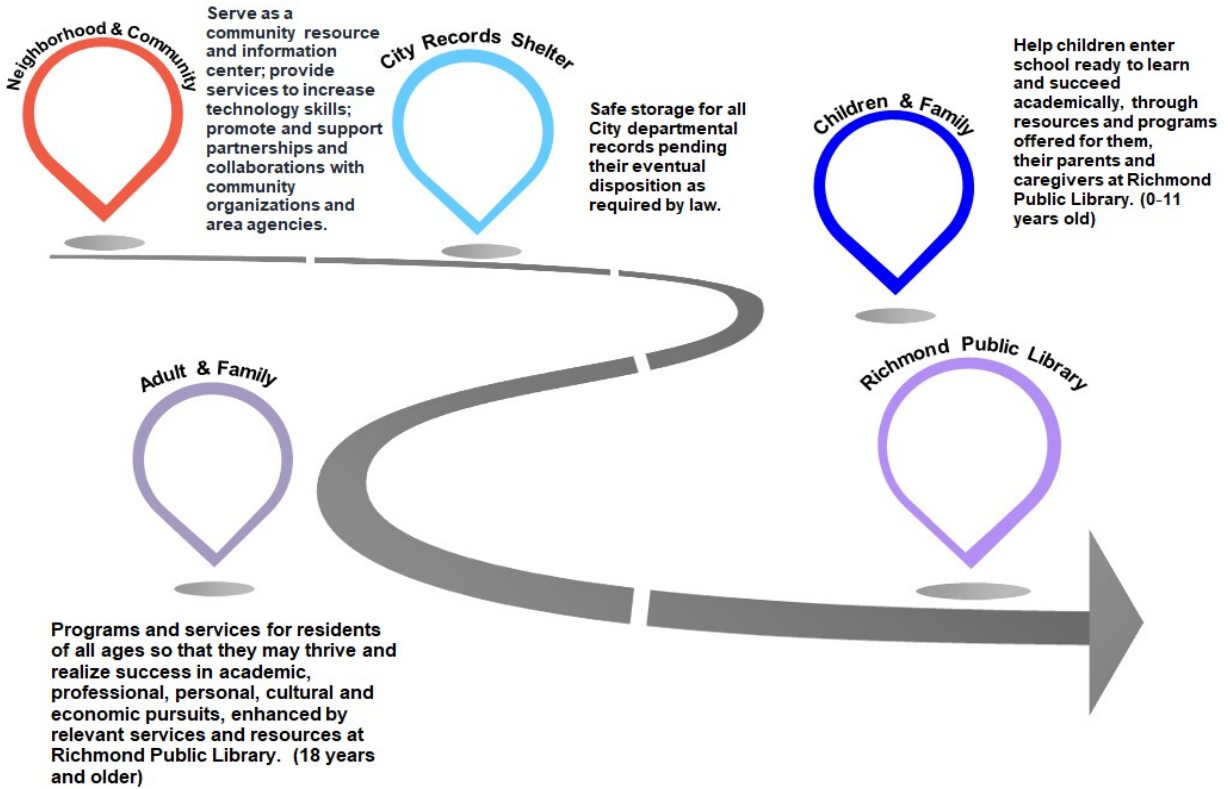 Neighborhood & Community
Serve as a
community resource
and information
center; provide
services to increase
technology skills;
promote and support
partnerships and
collaborations with
community
organizations and
area agencies.
City Records Shelter
Safe storage for all
City departmental
records pending
their eventual
disposition as
required by law.
Children & Family
Help children enter
school ready to learn
and succeed
academically, through
resources and programs
offered for them,
their parents and
caregivers at Richmond
Public Library. (0-11
years old)
Adult & Family
Programs and services for residents
of all ages so that they may thrive and
realize success in academic,
professional, personal, cultural and
economic pursuits, enhanced by
relevant services and resources at
Richmond Public Library. (18 years
and older)
Richmond Public Library